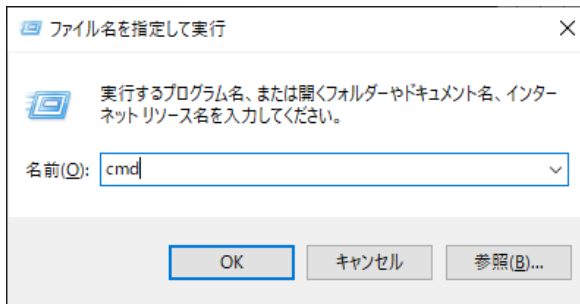 ファイル名を指定して実行
実行するプログラム名、または開くフォルダーやドキュメント名、インター
ネット リソース名を入力してください。
名前(O): cmd
OK キャンセル 参照(B)...